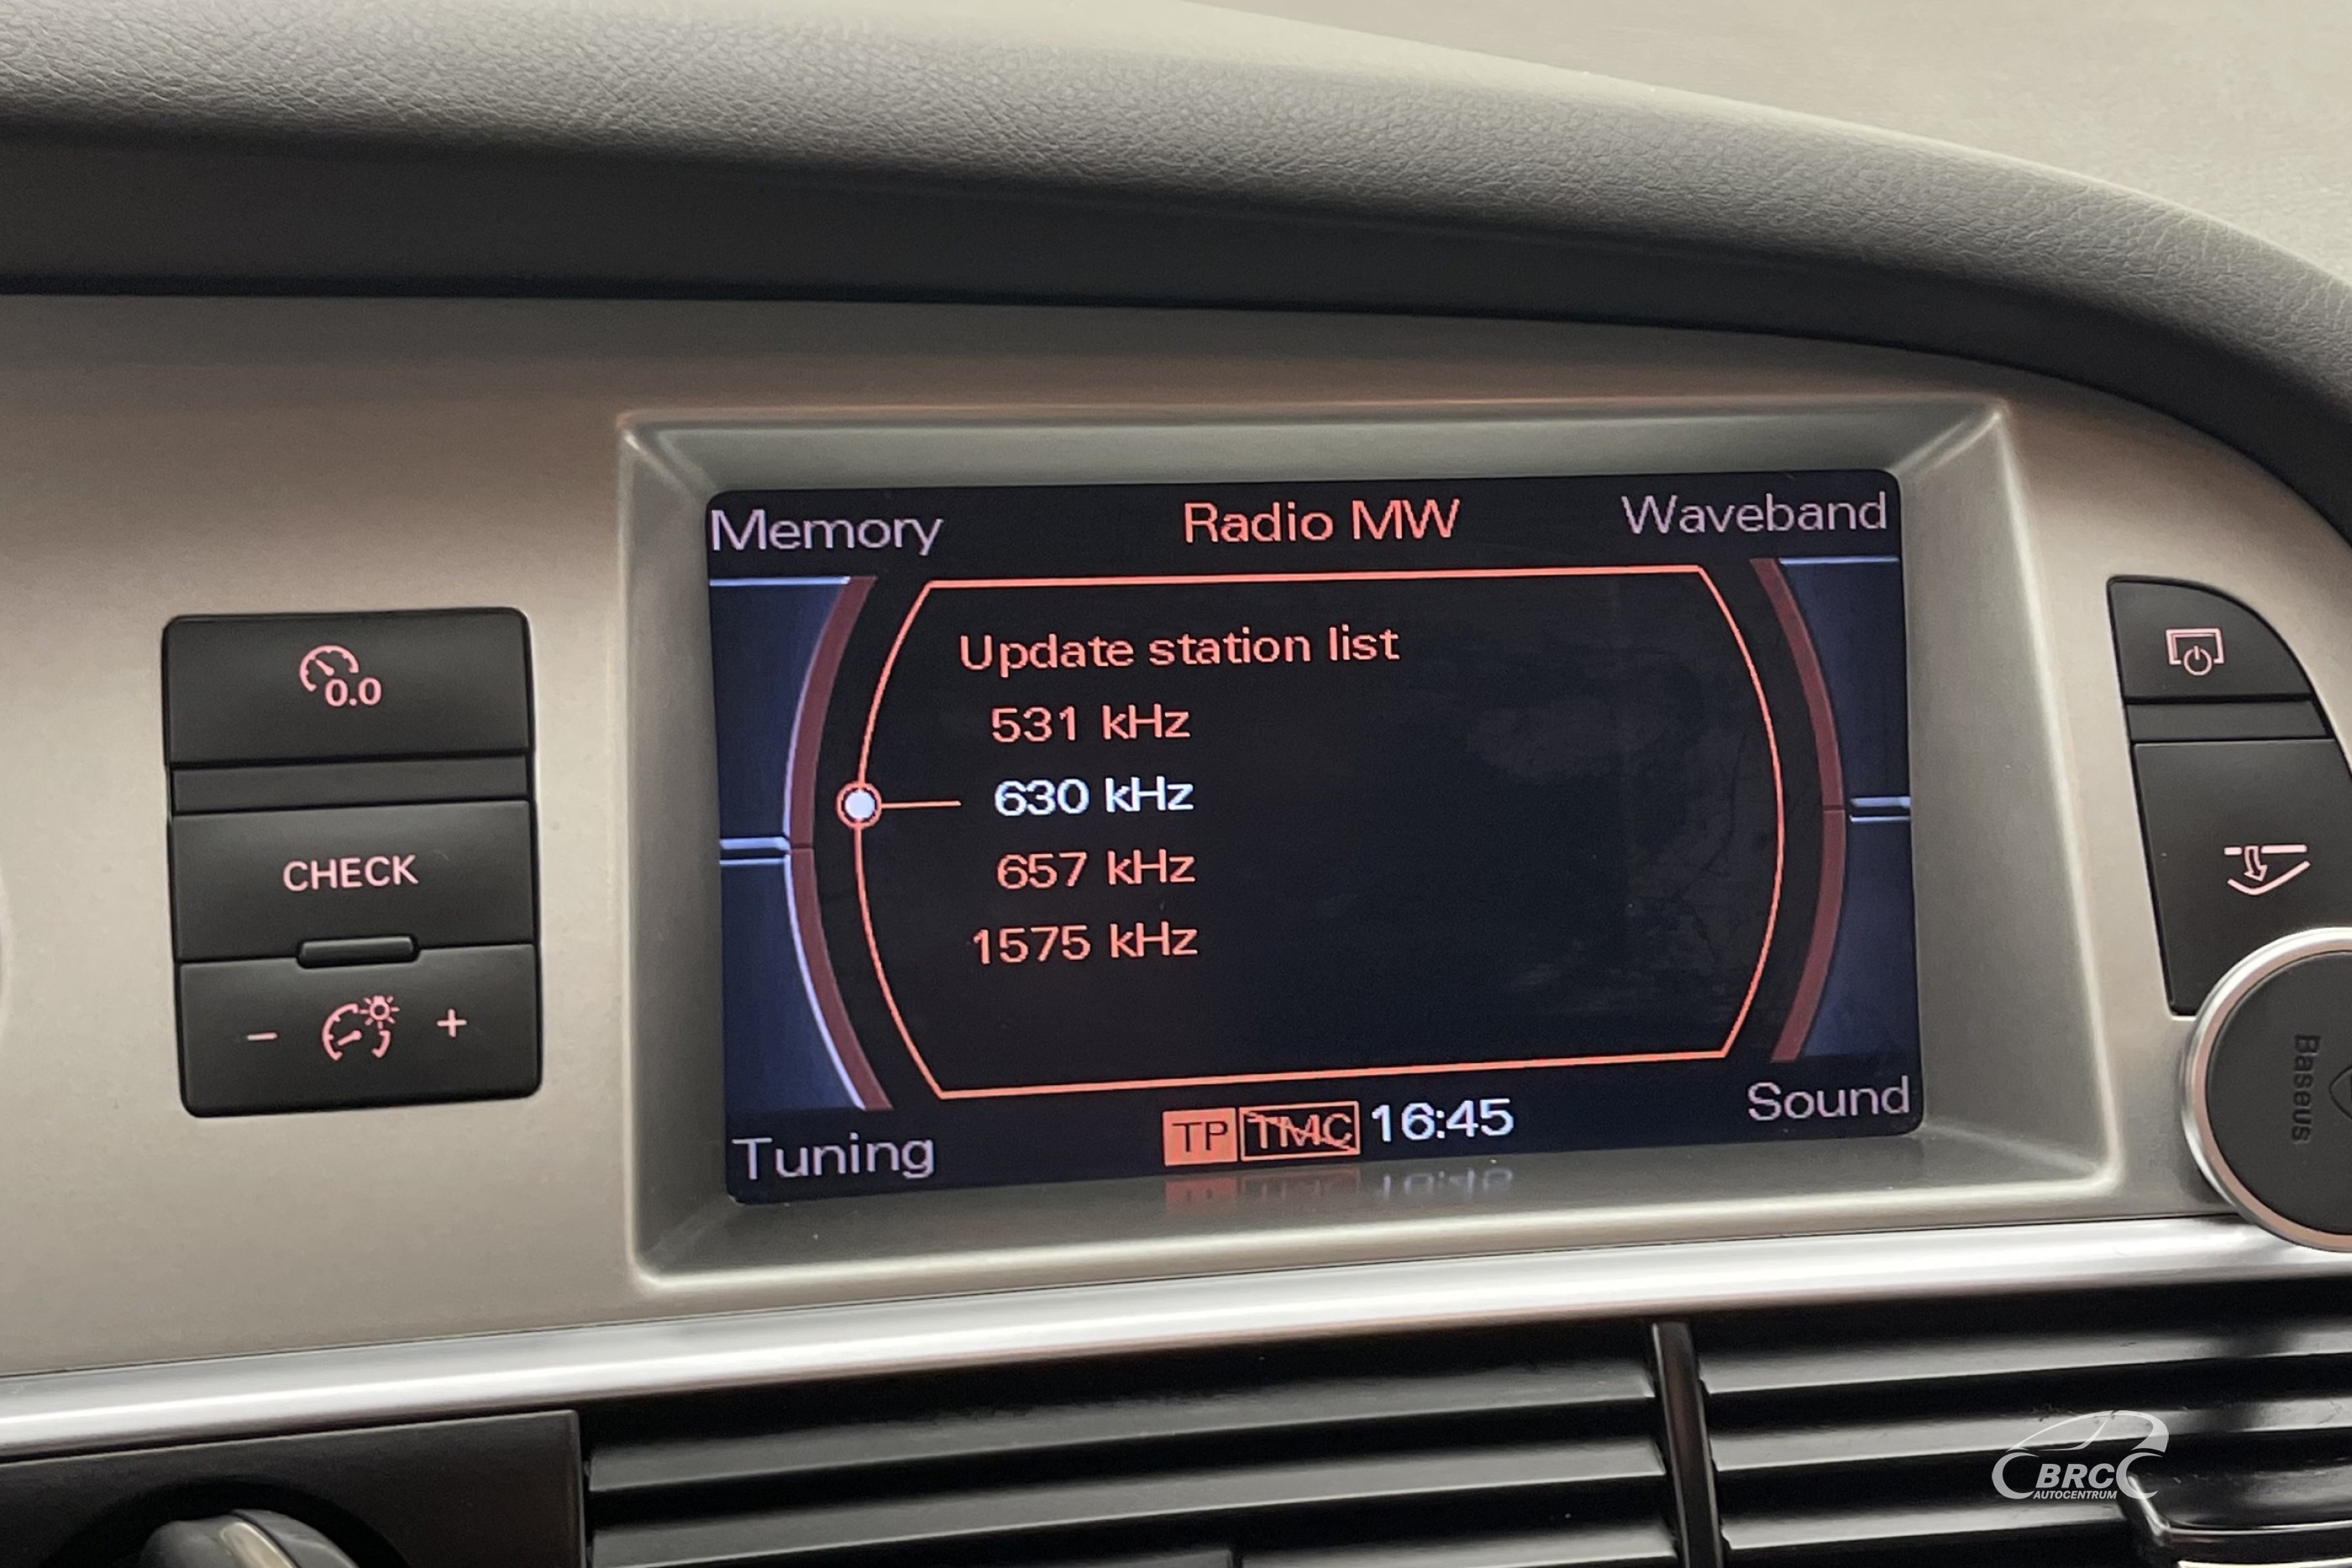 Memory
Radio MW
Waveband
Update station list
531 kHz
630 kHz
657 kHz
1575 kHz
Tuning
TP TMC 16:45
Sound
0.0
CHECK
- +
Baseus
BRC
AUTOCENTRUM